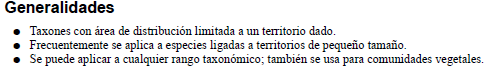 Generalidades
● Taxones con área de distribución limitada a un territorio dado.
● Frecuentemente se aplica a especies ligadas a territorios de pequeño tamaño.
● Se puede aplicar a cualquier rango taxonómico; también se usa para comunidades vegetales.